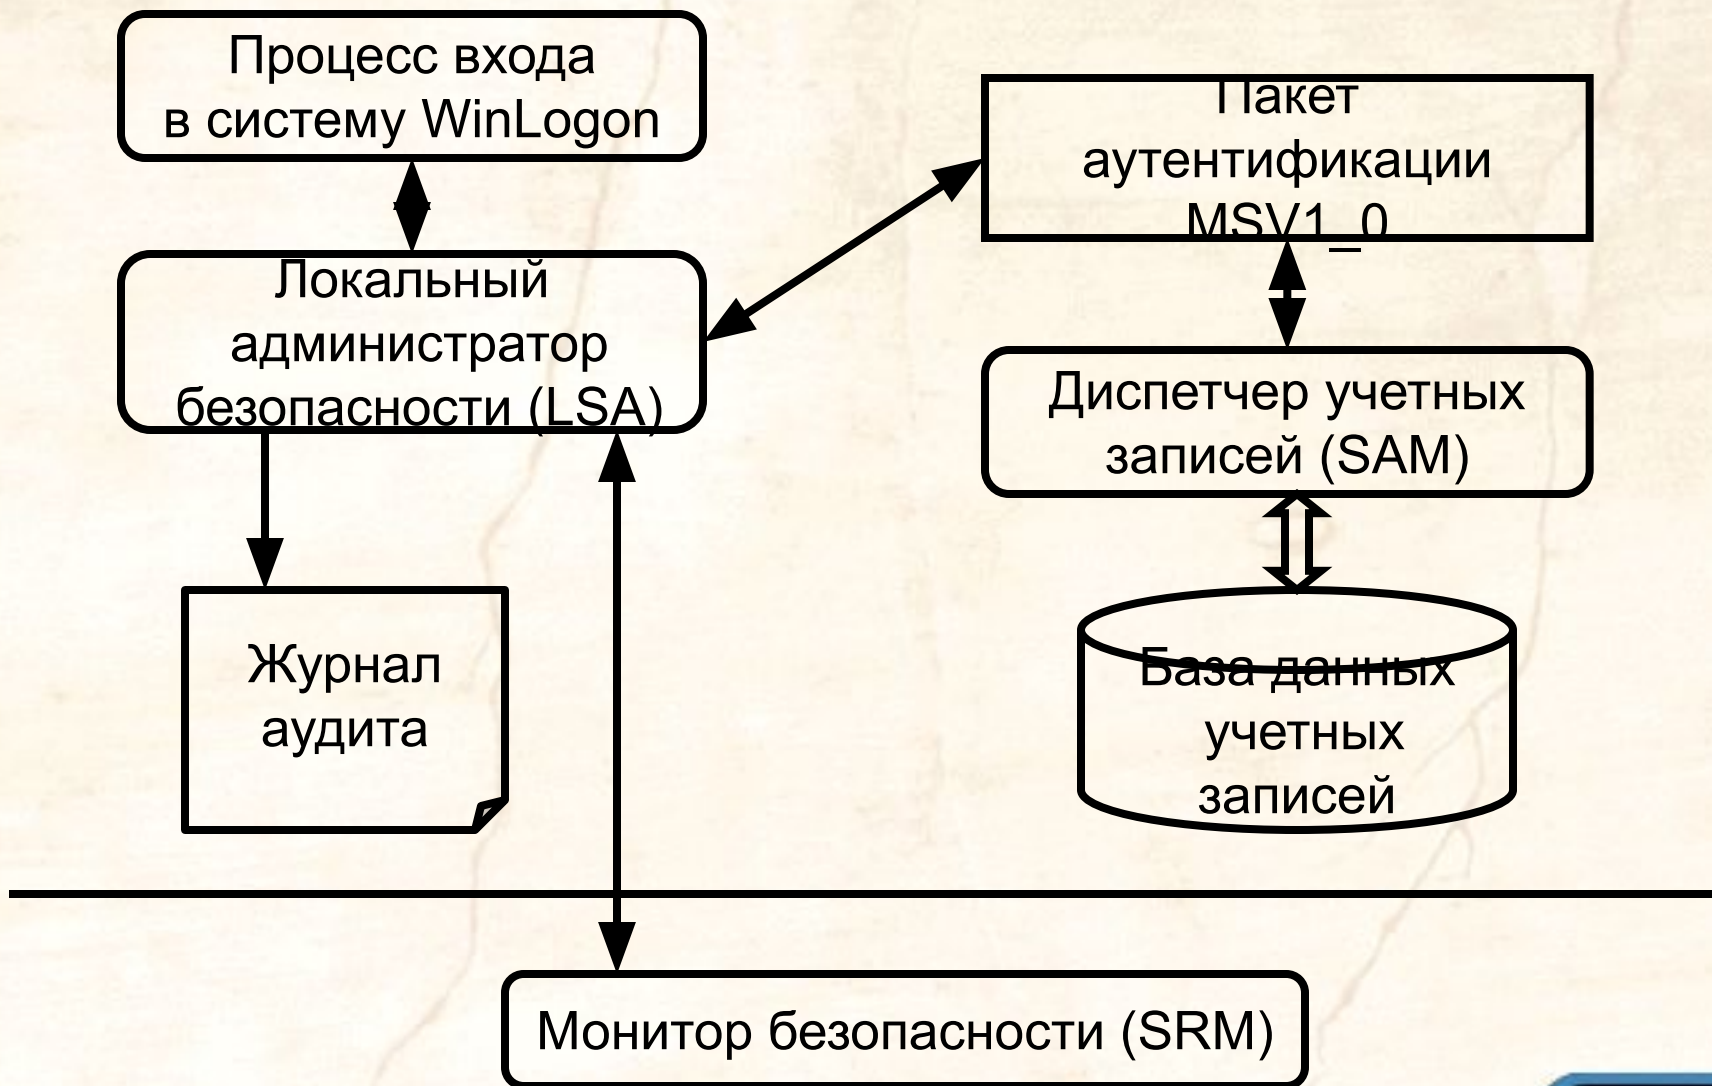 Процесс входа
в систему WinLogon
Пакет
аутентификации
MSV1_0
Локальный
администратор
безопасности (LSA)
Диспетчер учетных
записей (SAM)
Журнал
аудита
База данных
учетных
записей
Монитор безопасности (SRM)